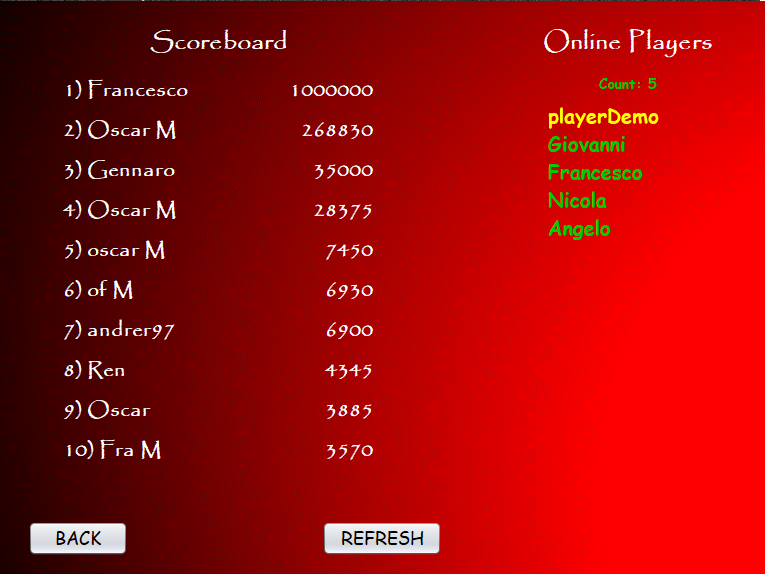 Scoreboard
1) Francesco 1000000
2) Oscar M 268830
3) Gennaro 35000
4) Oscar M 28375
5) oscar M 7450
6) of M 6930
7) andrer97 6900
8) Ren 4345
9) Oscar 3885
10) Fra M 3570
Online Players
Count: 5
playerDemo
Giovanni
Francesco
Nicola
Angelo
BACK
REFRESH